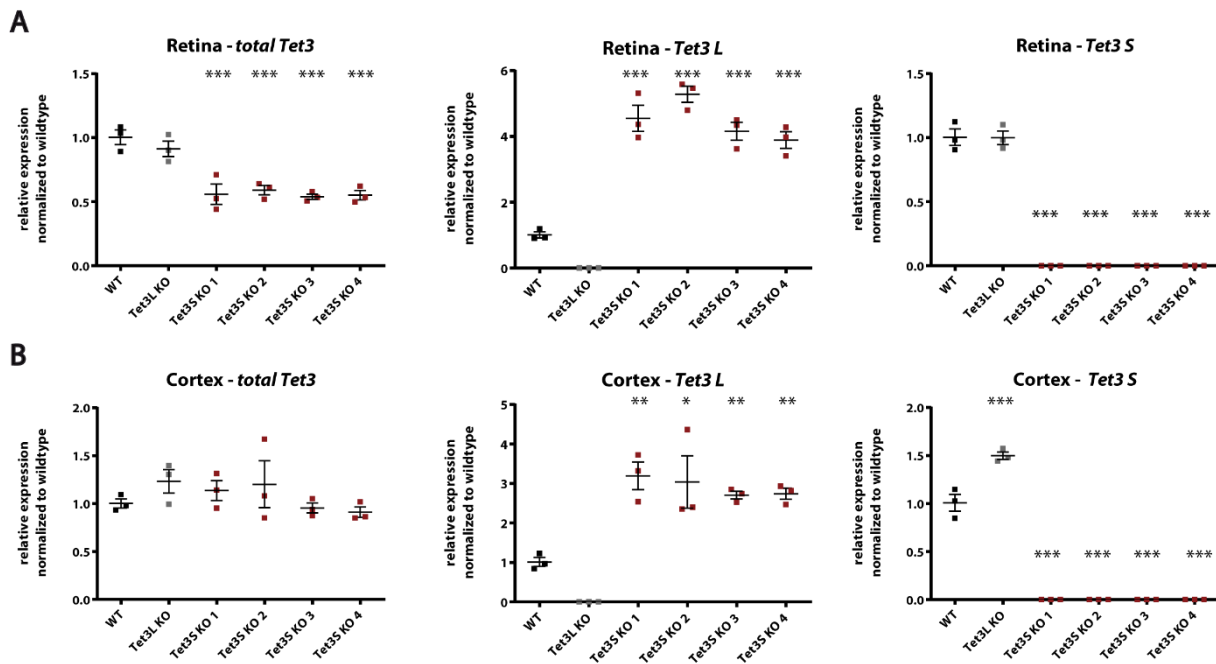 A
Retina - total Tet3
relative expression
normalized to wildtype
1.5
1.0
0.5
0.0
***
***
***
***
WT
Tet3L KO
Tet3S KO 1
Tet3S KO 2
Tet3S KO 3
Tet3S KO 4
Retina - Tet3 L
relative expression
normalized to wildtype
6
4
2
0
***
***
***
***
WT
Tet3L KO
Tet3S KO 1
Tet3S KO 2
Tet3S KO 3
Tet3S KO 4
Retina - Tet3 S
relative expression
normalized to wildtype
1.5
1.0
0.5
0.0
***
***
***
***
WT
Tet3L KO
Tet3S KO 1
Tet3S KO 2
Tet3S KO 3
Tet3S KO 4
B
Cortex - total Tet3
relative expression
normalized to wildtype
2.0
1.5
1.0
0.5
0.0
WT
Tet3L KO
Tet3S KO 1
Tet3S KO 2
Tet3S KO 3
Tet3S KO 4
Cortex - Tet3 L
relative expression
normalized to wildtype
5
4
3
2
1
0
**
*
**
**
WT
Tet3L KO
Tet3S KO 1
Tet3S KO 2
Tet3S KO 3
Tet3S KO 4
Cortex - Tet3 S
relative expression
normalized to wildtype
2.0
1.5
1.0
0.5
0.0
***
***
***
***
***
WT
Tet3L KO
Tet3S KO 1
Tet3S KO 2
Tet3S KO 3
Tet3S KO 4